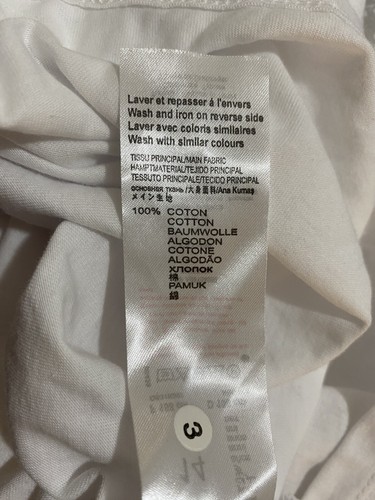 Laver et repasser à l'envers
Wash and iron on reverse side
Laver avec coloris similaires
Wash with similar colours
TISSU PRINCIPAL/MAIN FABRIC
HAMPTMATERIAL/TEJIDO PRINCIPAL
TESSUTO PRINCIPALE/TECIDO PRINCIPAL
основная ткань/大身面料/Ana Kumaş
メイン生地
100% COTON
COTTON
BAUMWOLLE
ALGODON
COTONE
ALGODÃO
хлопок
棉
PAMUK
綿
3